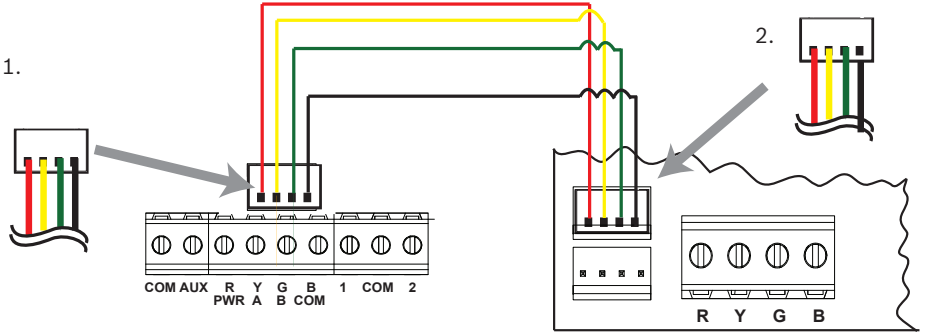 1.
2.
COM AUX R Y G B 1 COM 2
PWR A B COM
R Y G B